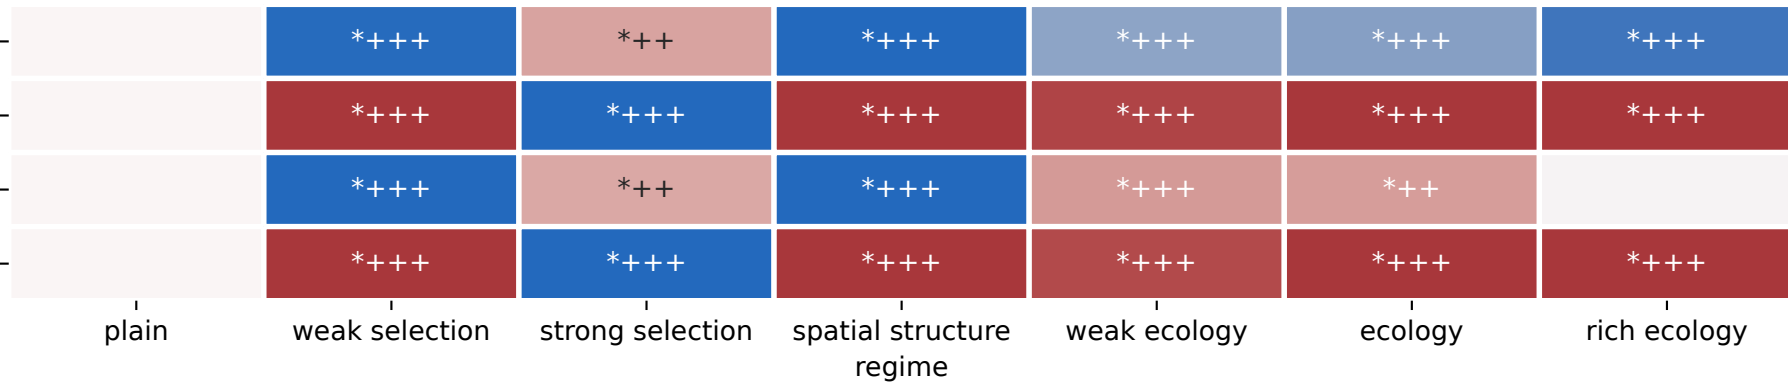 *+++ *++ *+++ *+++ *+++ *+++
*+++ *+++ *+++ *+++ *+++ *+++
*+++ *++ *+++ *+++ *++
*+++ *+++ *+++ *+++ *+++ *+++
plain weak selection strong selection spatial structure weak ecology ecology rich ecology
regime